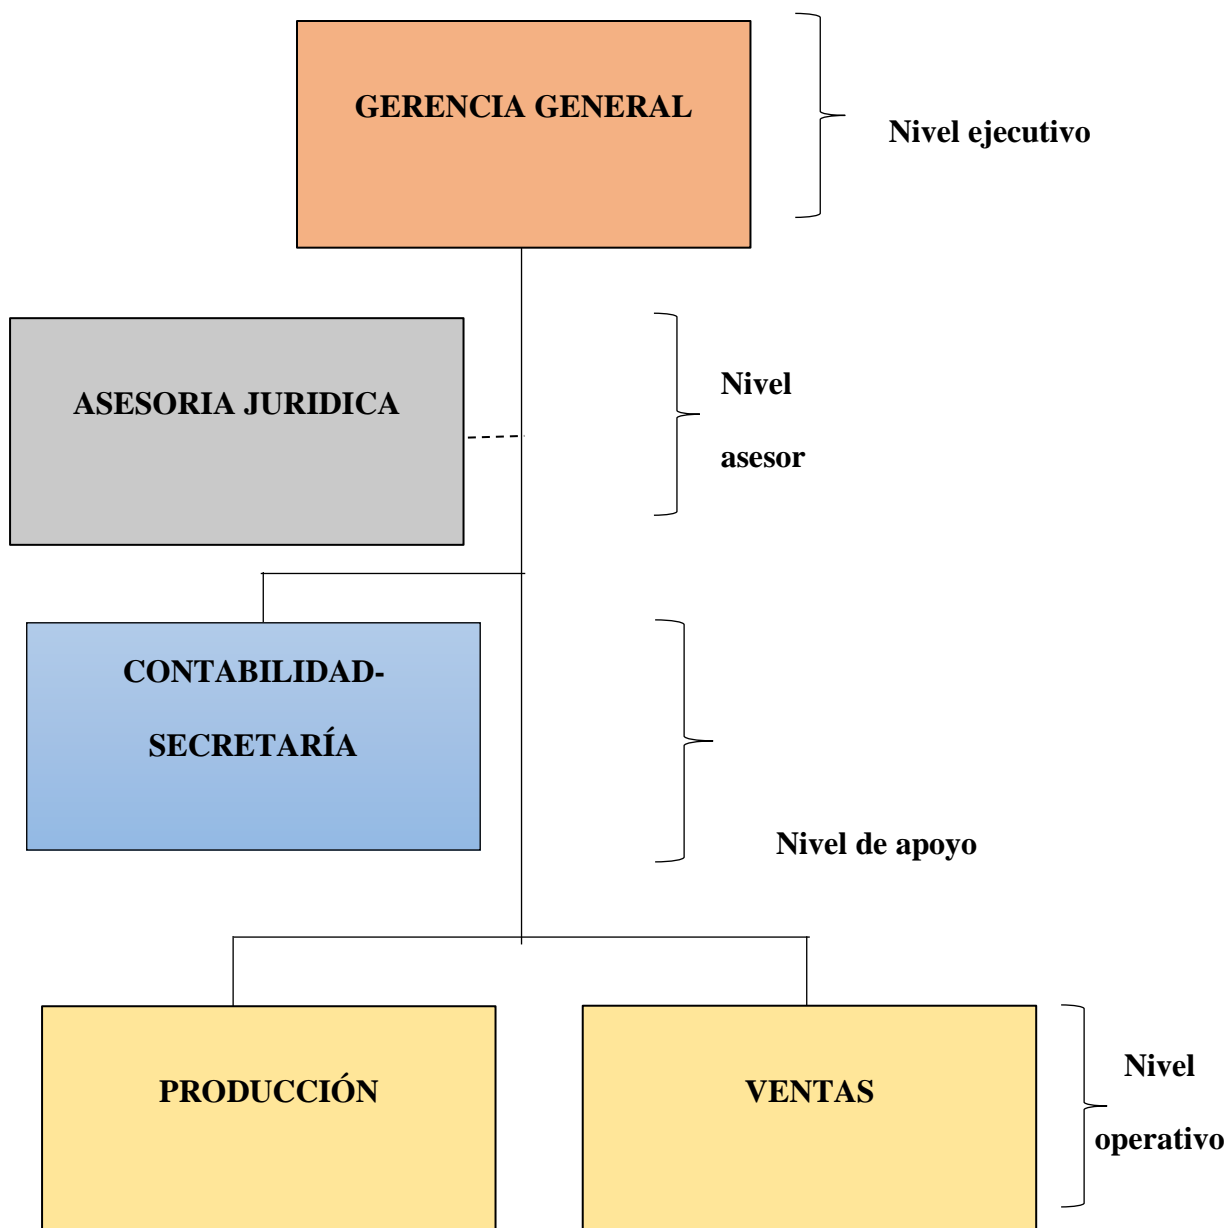 GERENCIA GENERAL
Nivel ejecutivo
ASESORIA JURIDICA
Nivel
asesor
CONTABILIDAD-
SECRETARÍA
Nivel de apoyo
PRODUCCIÓN
VENTAS
Nivel
operativo